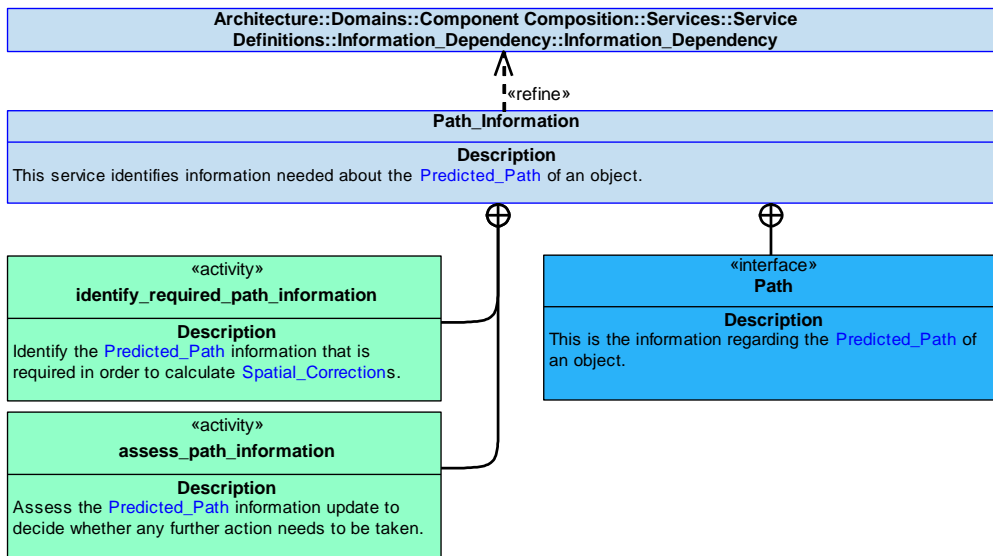 Architecture::Domains::Component Composition::Services::Service
Definitions::Information_Dependency::Information_Dependency
«refine»
Path_Information
Description
This service identifies information needed about the Predicted_Path of an object.
«activity»
identify_required_path_information
Description
Identify the Predicted_Path information that is
required in order to calculate Spatial_Corrections.
«interface»
Path
Description
This is the information regarding the Predicted_Path of
an object.
«activity»
assess_path_information
Description
Assess the Predicted_Path information update to
decide whether any further action needs to be taken.